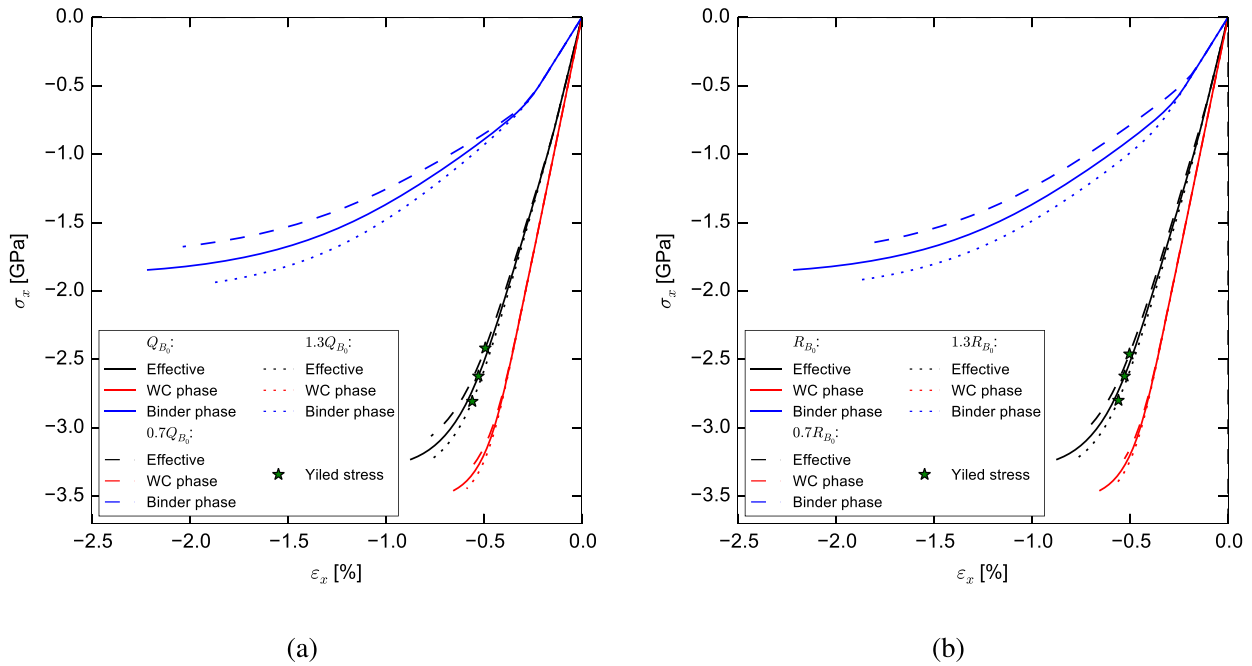 0.0
−0.5
−1.0
−1.5
−2.0
−2.5
−3.0
−3.5
σx [GPa]
−2.5 −2.0 −1.5 −1.0 −0.5 0.0
εx [%]
QB0:
Effective
WC phase
Binder phase
0.7QB0:
Effective
WC phase
Binder phase
1.3QB0:
Effective
WC phase
Binder phase
Yiled stress
(a)
0.0
−0.5
−1.0
−1.5
−2.0
−2.5
−3.0
−3.5
σx [GPa]
−2.5 −2.0 −1.5 −1.0 −0.5 0.0
εx [%]
RB0:
Effective
WC phase
Binder phase
0.7RB0:
Effective
WC phase
Binder phase
1.3RB0:
Effective
WC phase
Binder phase
Yiled stress
(b)